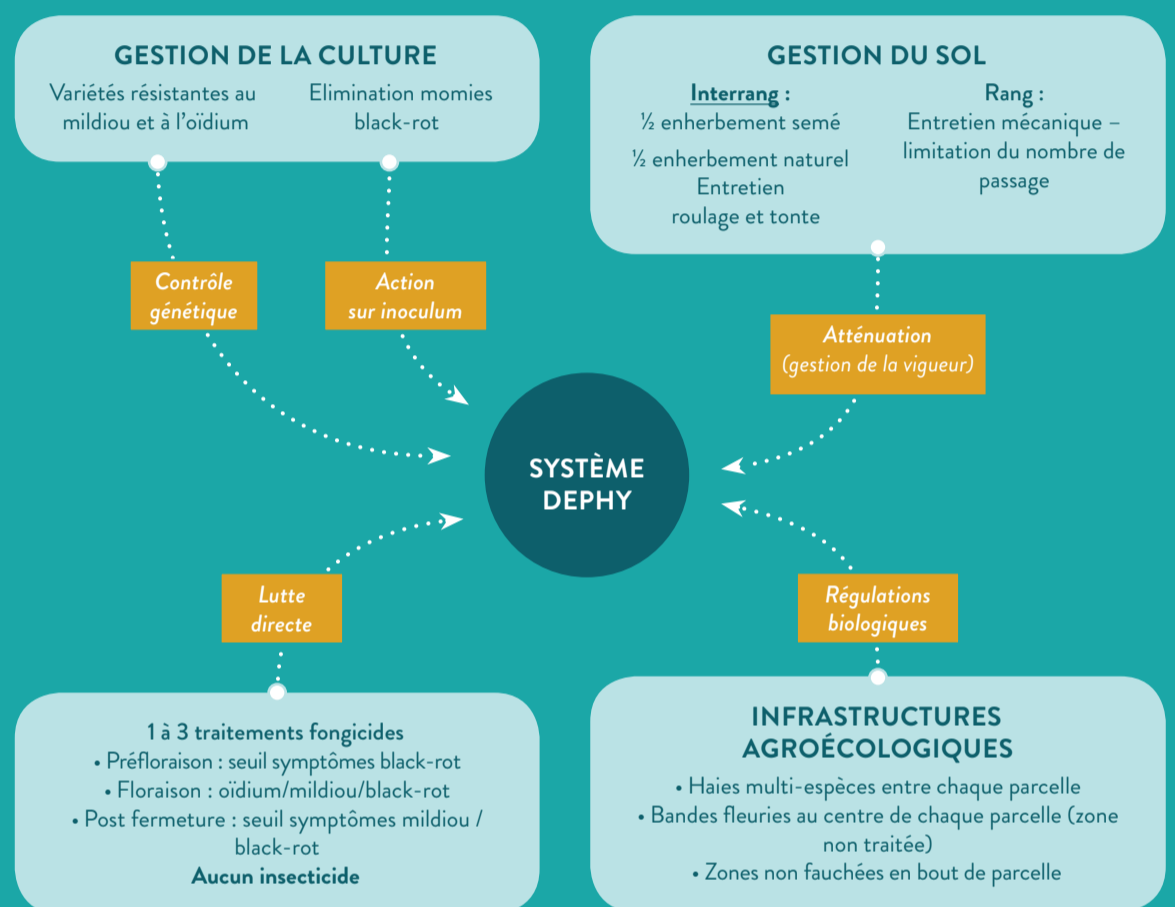 GESTION DE LA CULTURE
Variétés résistantes au
mildiou et à l'oïdium
Elimination momies
black-rot
GESTION DU SOL
Interrang :
½ enherbement semé
½ enherbement naturel
Entretien
roulage et tonte
Rang :
Entretien mécanique –
limitation du nombre de
passage
Contrôle
génétique
Action
sur inoculum
Atténuation
(gestion de la vigueur)
SYSTÈME
DEPHY
Lutte
directe
Régulations
biologiques
1 à 3 traitements fongicides
• Préfloraison : seuil symptômes black-rot
• Floraison : oïdium/mildiou/black-rot
• Post fermeture : seuil symptômes mildiou /
black-rot
Aucun insecticide
INFRASTRUCTURES
AGROÉCOLOGIQUES
• Haies multi-espèces entre chaque parcelle
• Bandes fleuries au centre de chaque parcelle (zone
non traitée)
• Zones non fauchées en bout de parcelle